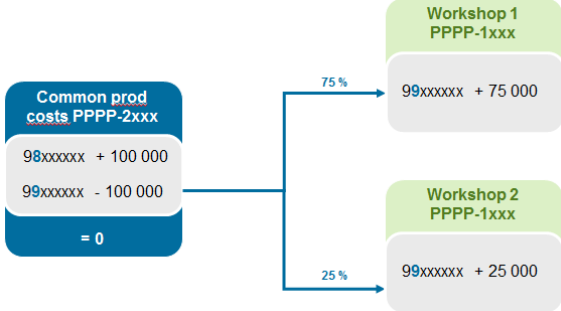 Workshop 1
PPPP-1xxx
99xxxxxx + 75 000
75 %
Common prod
costs PPPP-2xxx
98xxxxxx + 100 000
99xxxxxx - 100 000
= 0
Workshop 2
PPPP-1xxx
99xxxxxx + 25 000
25 %